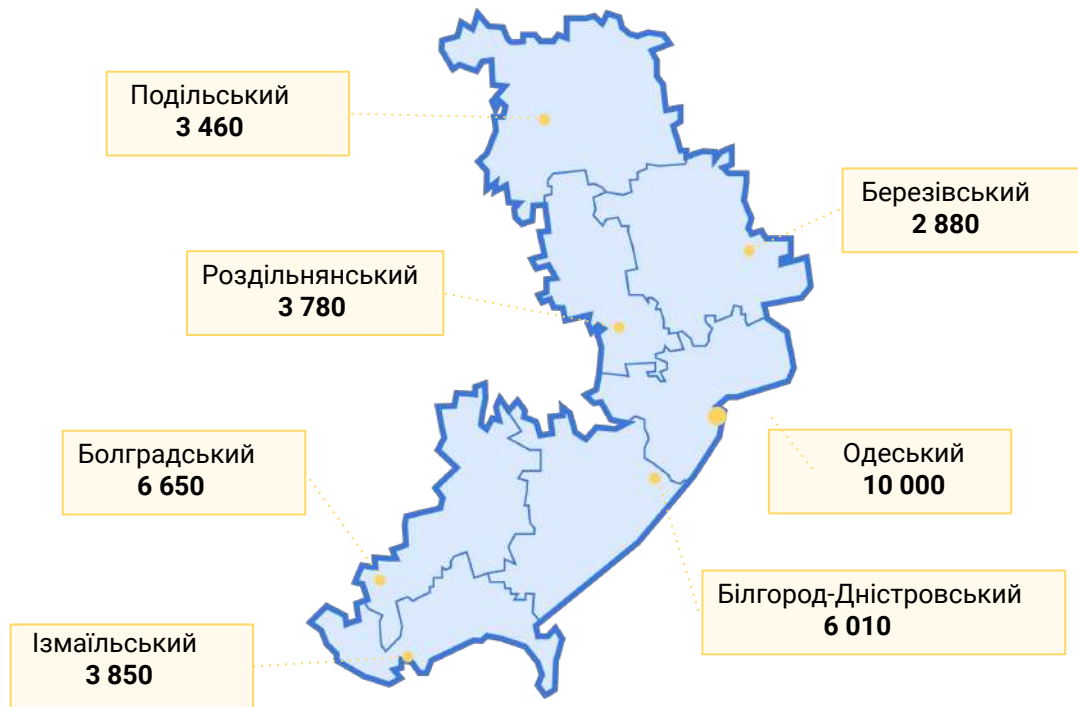 Подільський
3 460
Березівський
2 880
Роздільнянський
3 780
Болградський
6 650
Одеський
10 000
Білгород-Дністровський
6 010
Ізмаїльський
3 850